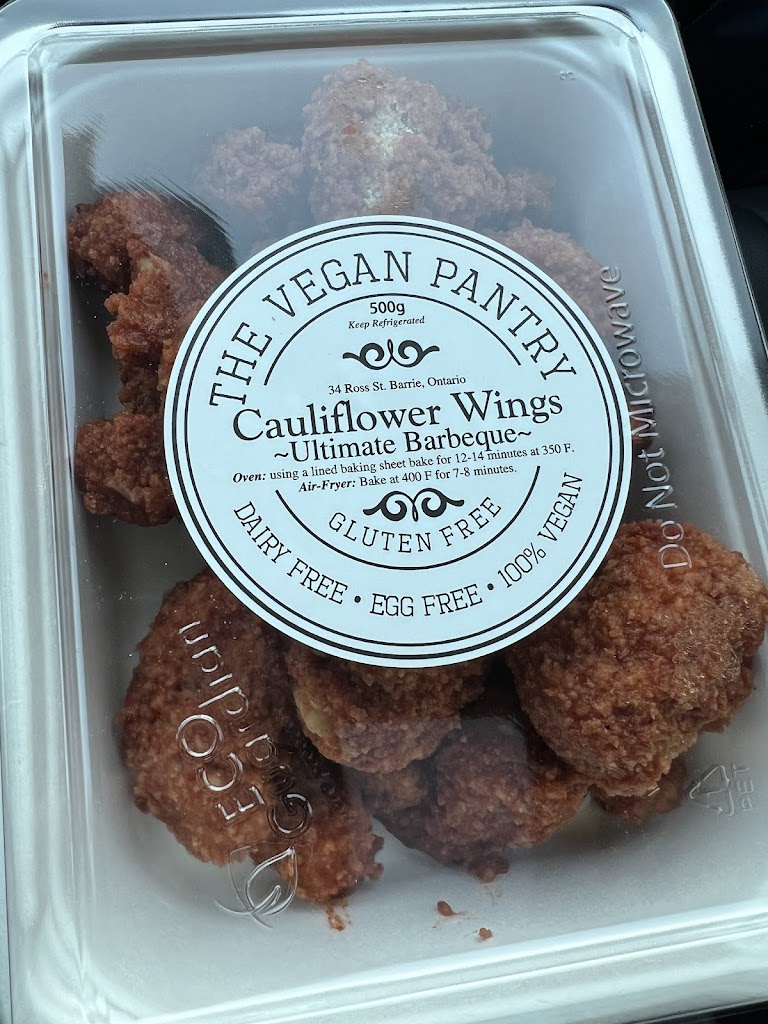 THE VEGAN PANTRY
500g
Keep Refrigerated
34 Ross St. Barrie, Ontario
Cauliflower Wings
~Ultimate Barbeque~
Oven: using a lined baking sheet bake for 12-14 minutes at 350 F.
Air-Fryer: Bake at 400 F for 7-8 minutes.
GLUTEN FREE
DAIRY FREE • EGG FREE • 100% VEGAN
Do Not Microwave
ECO
Guardian
PET